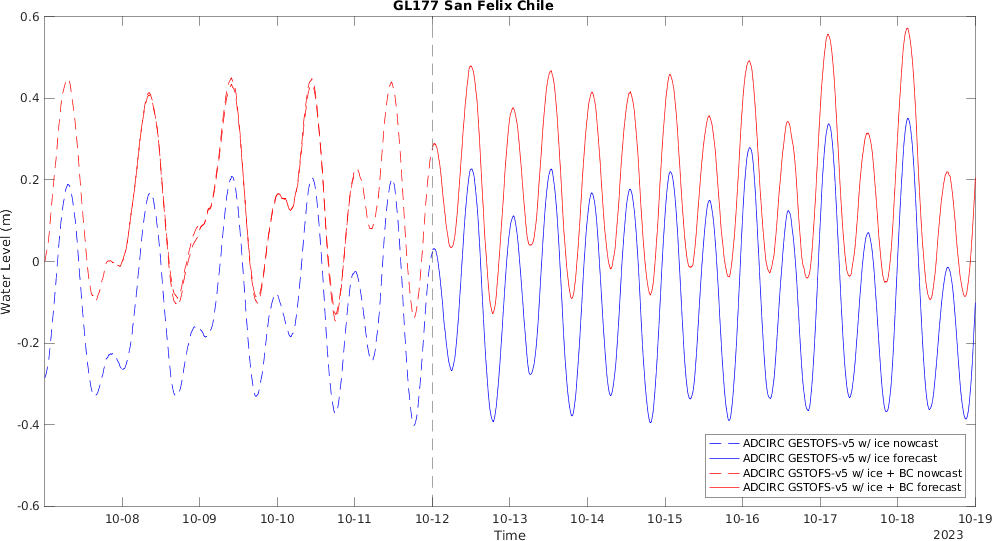 GL177 San Felix Chile
0.6
0.4
0.2
0
-0.2
-0.4
-0.6
Water Level (m)
ADCIRC GESTOFS-v5 w/ ice nowcast
ADCIRC GESTOFS-v5 w/ ice forecast
ADCIRC GSTOFS-v5 w/ ice + BC nowcast
ADCIRC GSTOFS-v5 w/ ice + BC forecast
10-08 10-09 10-10 10-11 10-12 10-13 10-14 10-15 10-16 10-17 10-18 10-19
Time
2023